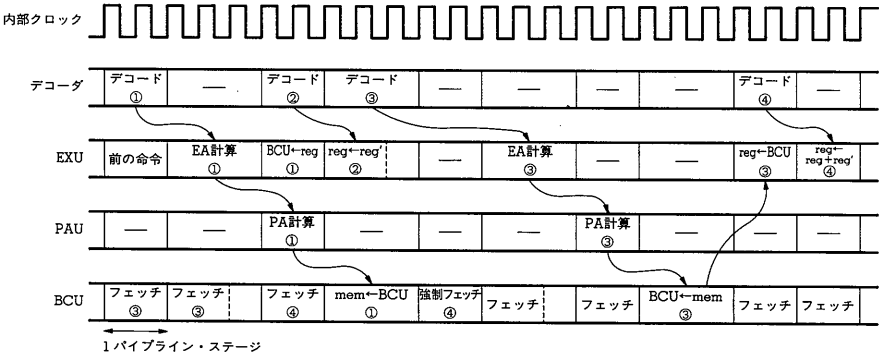 内部クロック
デコーダ
デコード
①
—
デコード
②
デコード
③
—
—
—
—
デコード
④
—
EXU
前の命令
EA計算
①
BCU←reg
①
reg←reg′
②
—
EA計算
③
—
—
reg←BCU
③
reg←
reg+reg′
④
PAU
—
—
PA計算
①
—
—
—
PA計算
③
—
—
—
BCU
フェッチ
③
フェッチ
③
フェッチ
④
mem←BCU
①
強制フェッチ
④
フェッチ
フェッチ
BCU←mem
③
フェッチ
フェッチ
1パイプライン・ステージ